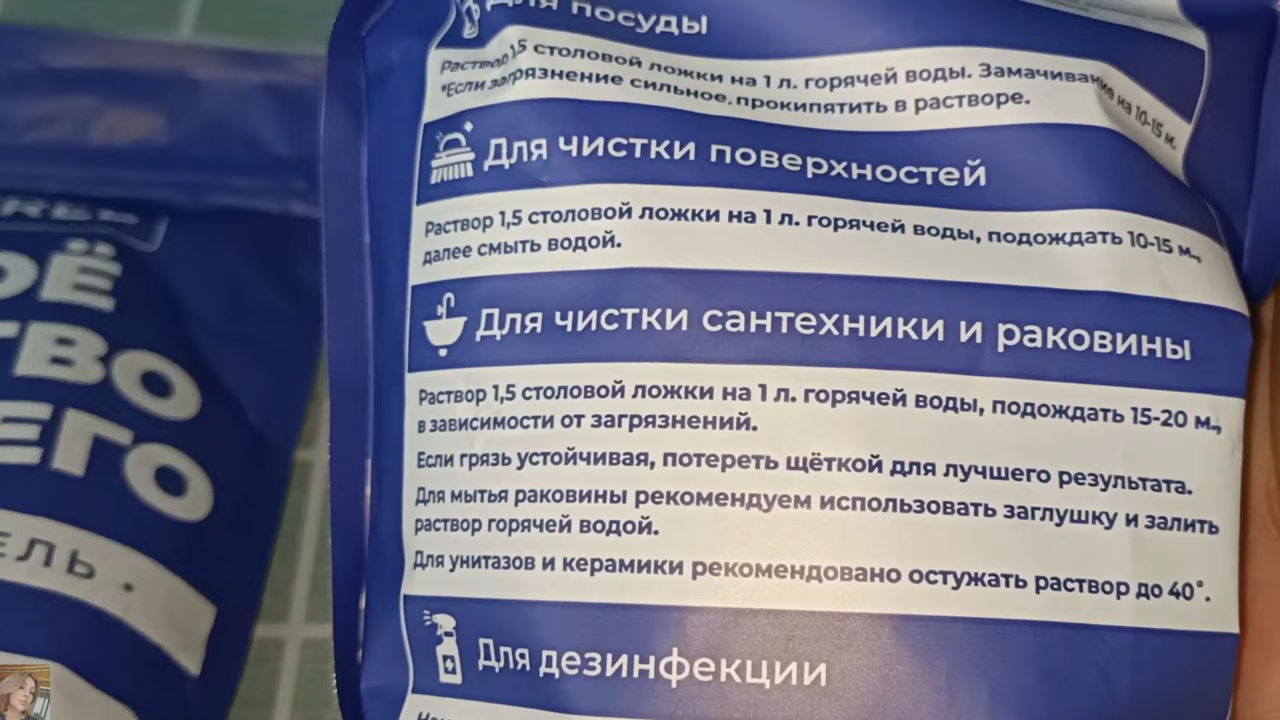 Для посуды
Раствор 1,5 столовой ложки на 1 л. горячей воды. Замачивание на 10-15 м.
*Если загрязнение сильное, прокипятить в растворе.
Для чистки поверхностей
Раствор 1,5 столовой ложки на 1 л. горячей воды, подождать 10-15 м.,
далее смыть водой.
Для чистки сантехники и раковины
Раствор 1,5 столовой ложки на 1 л. горячей воды, подождать 15-20 м.,
в зависимости от загрязнений.
Если грязь устойчивая, потереть щёткой для лучшего результата.
Для мытья раковины рекомендуем использовать заглушку и залить
раствор горячей водой.
Для унитазов и керамики рекомендовано остужать раствор до 40°.
Для дезинфекции
ОЁ
ТВО
ЕГО
ЕЛЬ •